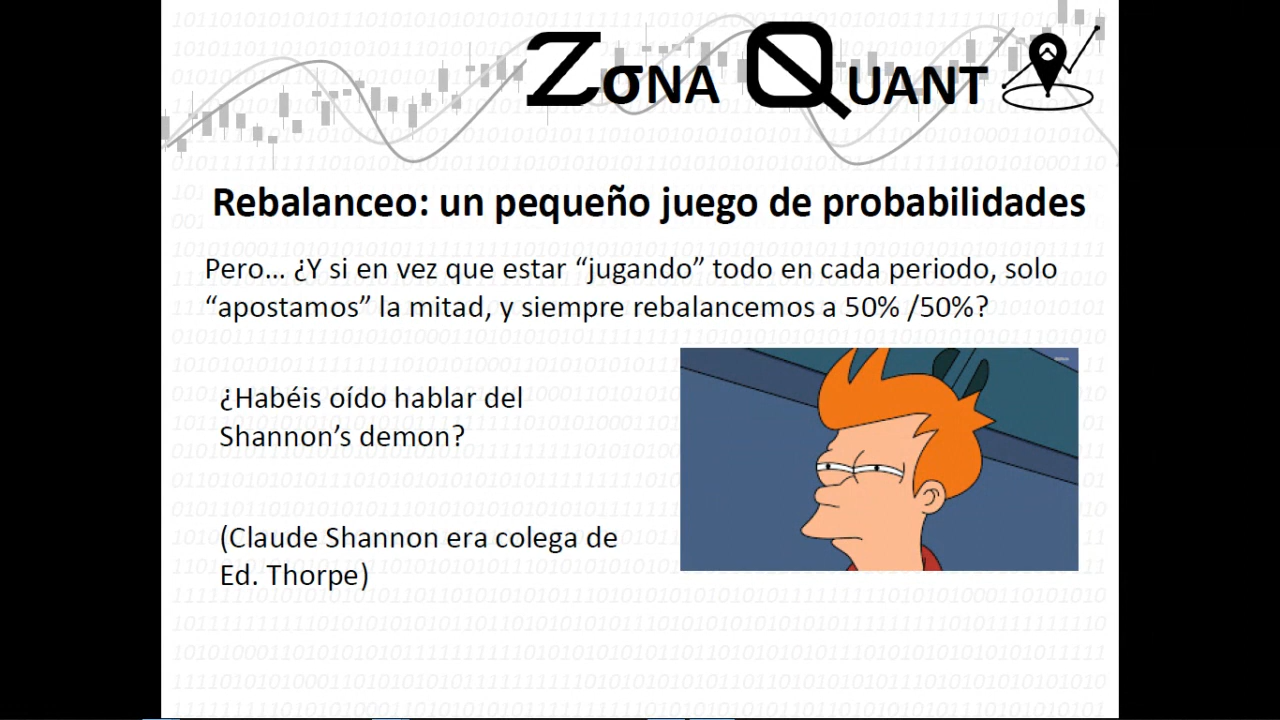 ZσNA QUANT
Rebalanceo: un pequeño juego de probabilidades
Pero... ¿Y si en vez que estar “jugando” todo en cada periodo, solo
“apostamos” la mitad, y siempre rebalancemos a 50% /50%?
¿Habéis oído hablar del
Shannon’s demon?
(Claude Shannon era colega de
Ed. Thorpe)